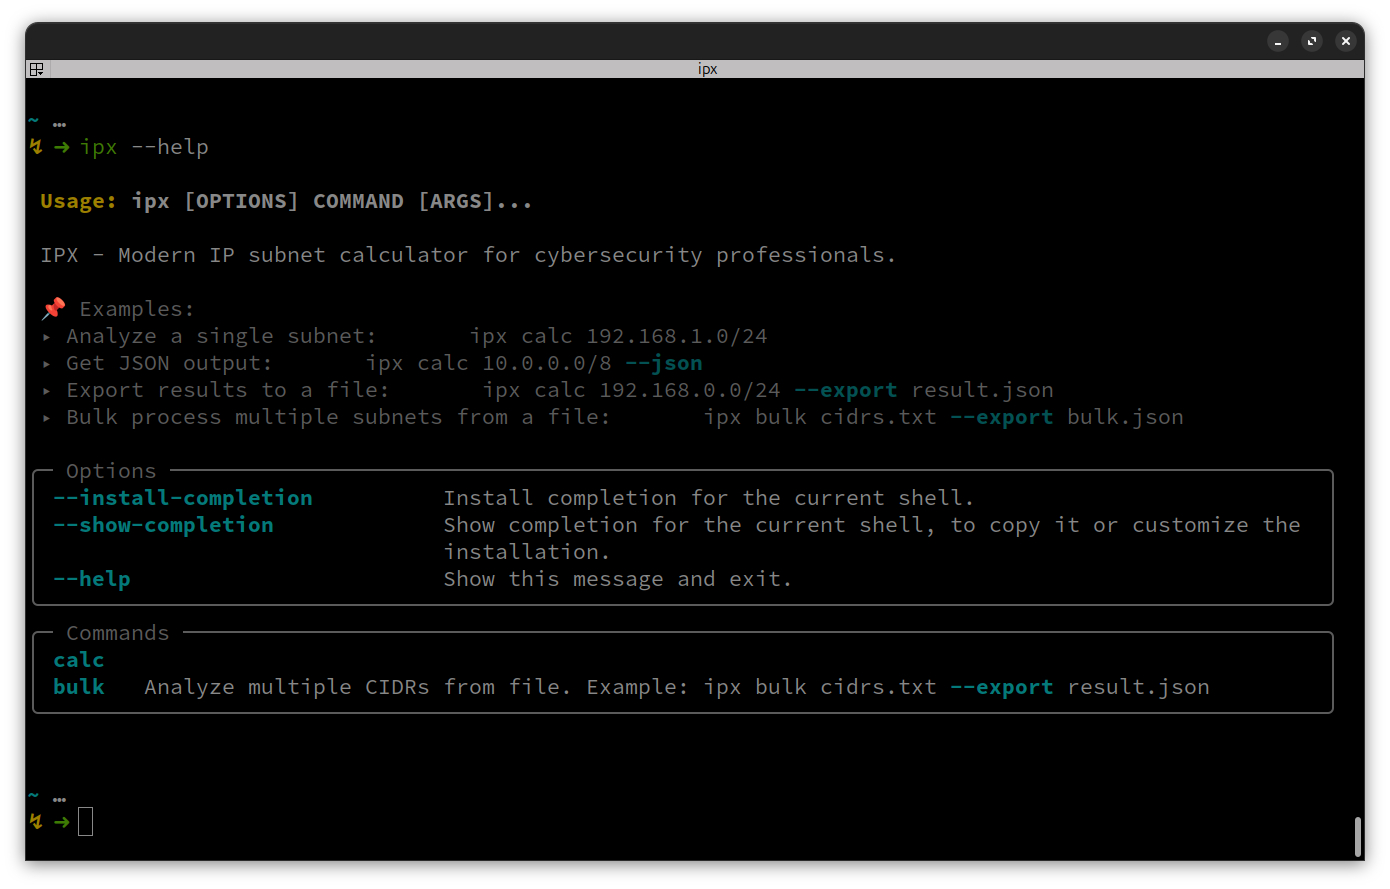 ipx
~ …
↯ ➜ ipx --help
Usage: ipx [OPTIONS] COMMAND [ARGS]...
IPX - Modern IP subnet calculator for cybersecurity professionals.
📌 Examples:
▸ Analyze a single subnet:       ipx calc 192.168.1.0/24
▸ Get JSON output:       ipx calc 10.0.0.0/8 --json
▸ Export results to a file:       ipx calc 192.168.0.0/24 --export result.json
▸ Bulk process multiple subnets from a file:       ipx bulk cidrs.txt --export bulk.json
Options
--install-completion          Install completion for the current shell.
--show-completion             Show completion for the current shell, to copy it or customize the
installation.
--help                        Show this message and exit.
Commands
calc
bulk   Analyze multiple CIDRs from file. Example: ipx bulk cidrs.txt --export result.json
~ …
↯ ➜